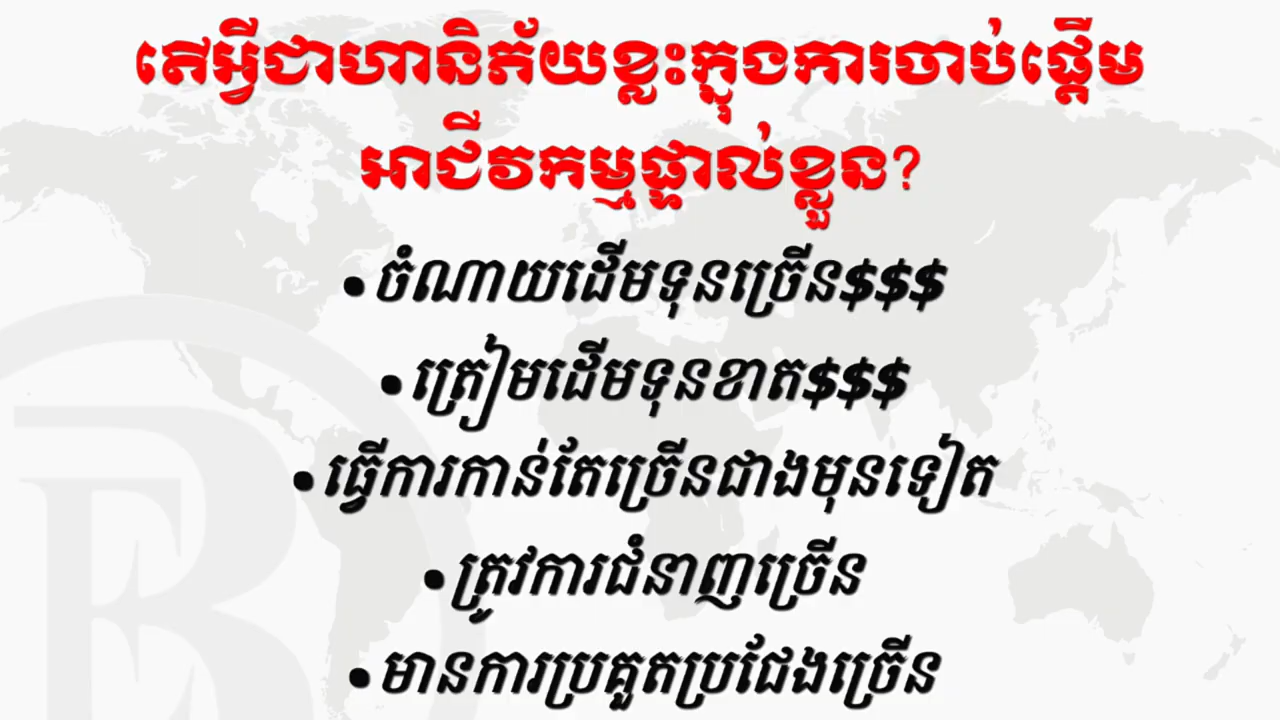 តើអ្វីជាហានិភ័យខ្លះក្នុងការចាប់ផ្តើម
អាជីវកម្មផ្ទាល់ខ្លួន?
•ចំណាយដើមទុនច្រើន$$$
•ត្រៀមដើមទុនខាត$$$
•ធ្វើការកាន់តែច្រើនជាងមុនទៀត
•ត្រូវការជំនាញច្រើន
•មានការប្រគួតប្រជែងច្រើន